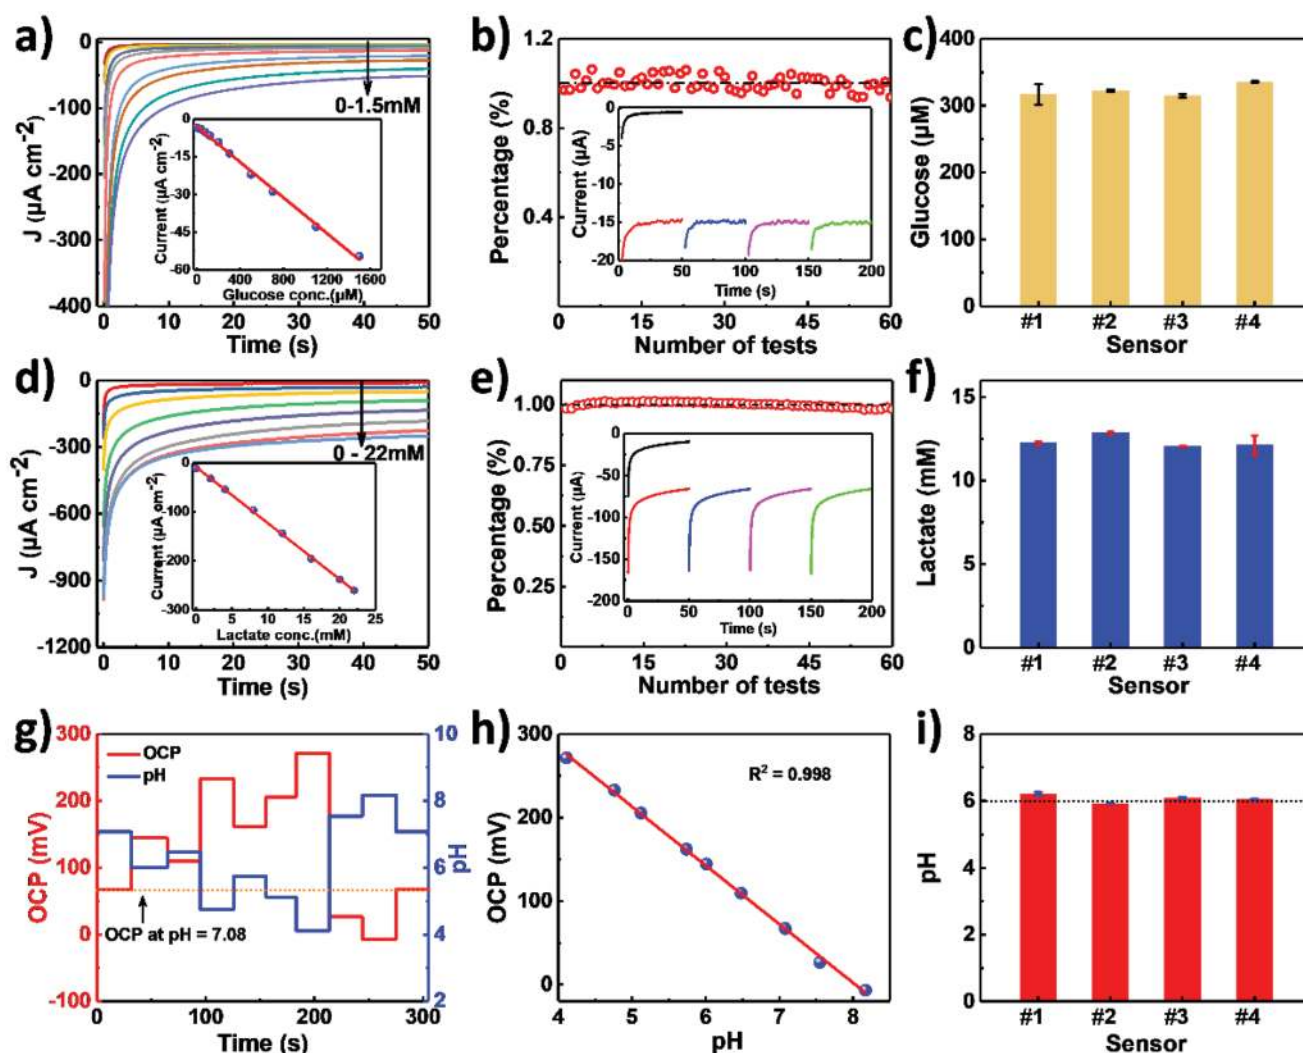 a)
0
-100
-200
-300
-400
J (µA cm-2)
0-1.5mM
0
-15
-30
-45
-60
Current (µA cm-2)
0 400 800 1200 1600
Glucose conc.(µM)
0 10 20 30 40 50
Time (s)
b)
1.2
0.8
0.4
Percentage (%)
0
-5
-10
-15
-20
Current (µA)
0 50 100 150 200
Time (s)
0 15 30 45 60
Number of tests
c)
400
300
200
100
0
Glucose (µM)
#1 #2 #3 #4
Sensor
d)
0
-300
-600
-900
-1200
J (µA cm-2)
0 - 22mM
0
-100
-200
-300
Current (µA cm-2)
0 5 10 15 20 25
Lactate conc.(mM)
0 10 20 30 40 50
Time (s)
e)
1.00
0.75
0.50
0.25
Percentage (%)
0
-50
-100
-150
-200
Current (µA)
0 50 100 150 200
Time (s)
0 15 30 45 60
Number of tests
f)
15
10
5
0
Lactate (mM)
#1 #2 #3 #4
Sensor
g)
300
200
100
0
-100
OCP (mV)
OCP
pH
OCP at pH = 7.08
10
8
6
4
2
pH
0 100 200 300
Time (s)
h)
300
200
100
0
OCP (mV)
R2 = 0.998
4 5 6 7 8
pH
i)
8
6
4
2
0
pH
#1 #2 #3 #4
Sensor